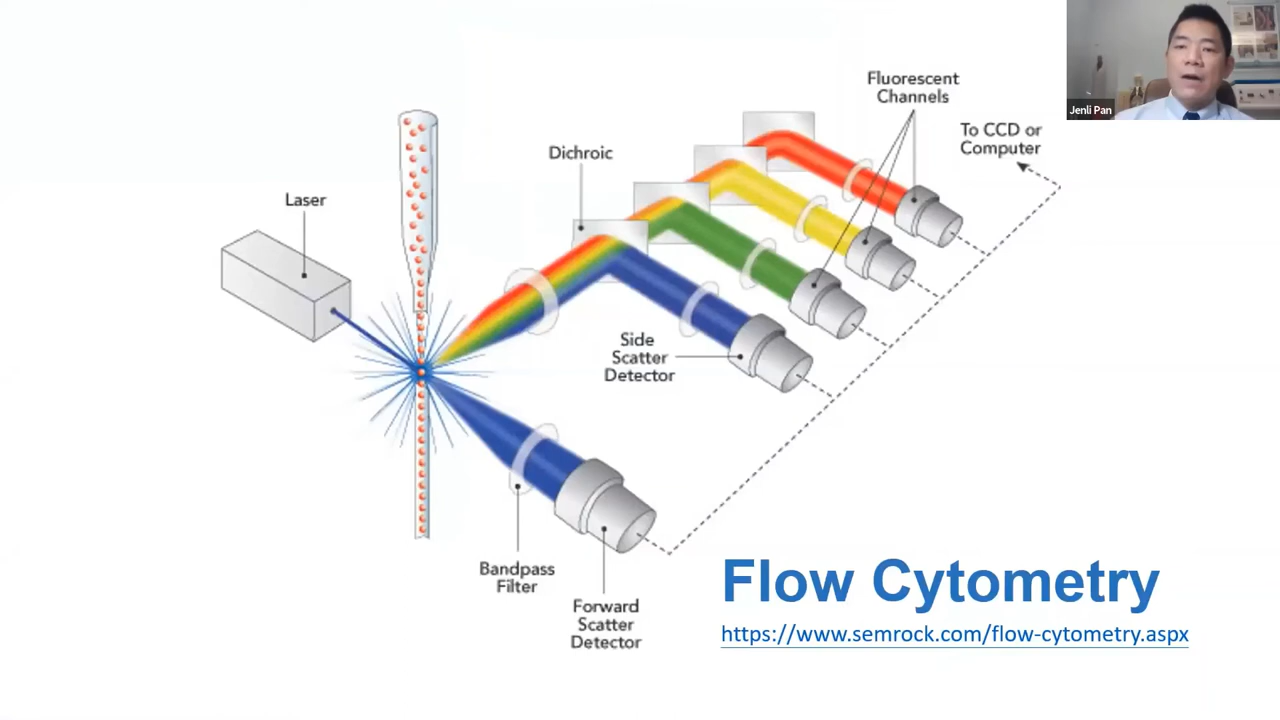 Jenli Pan
Fluorescent
Channels
To CCD or
Computer
Dichroic
Laser
Side
Scatter
Detector
Bandpass
Filter
Forward
Scatter
Detector
Flow Cytometry
https://www.semrock.com/flow-cytometry.aspx